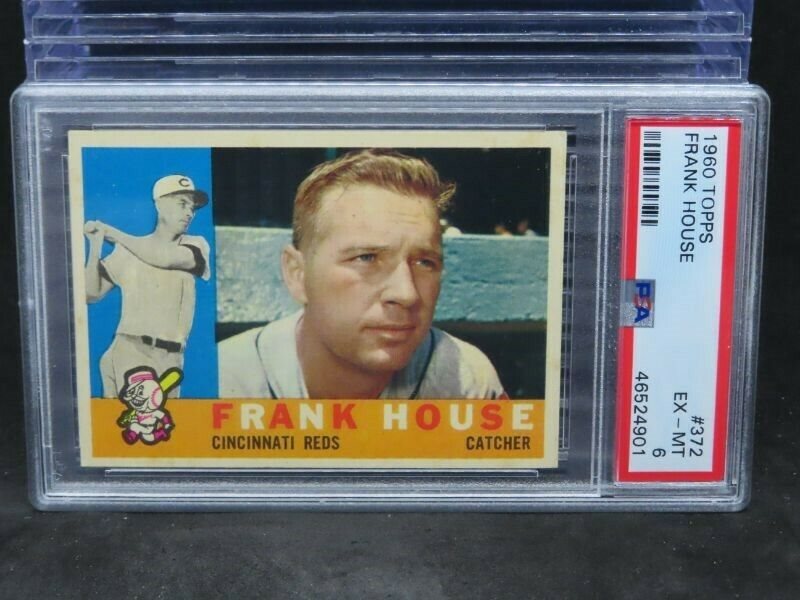 C
FRANK HOUSE
CINCINNATI REDS CATCHER
1960 TOPPS #372
FRANK HOUSE EX - MT
6
PSA 46524901